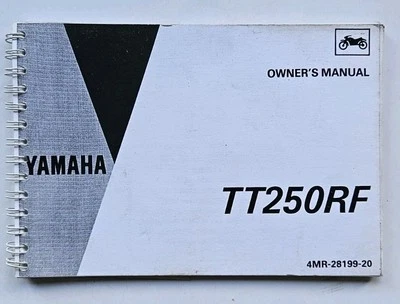 OWNER'S MANUAL
YAMAHA
TT250RF
4MR-28199-20